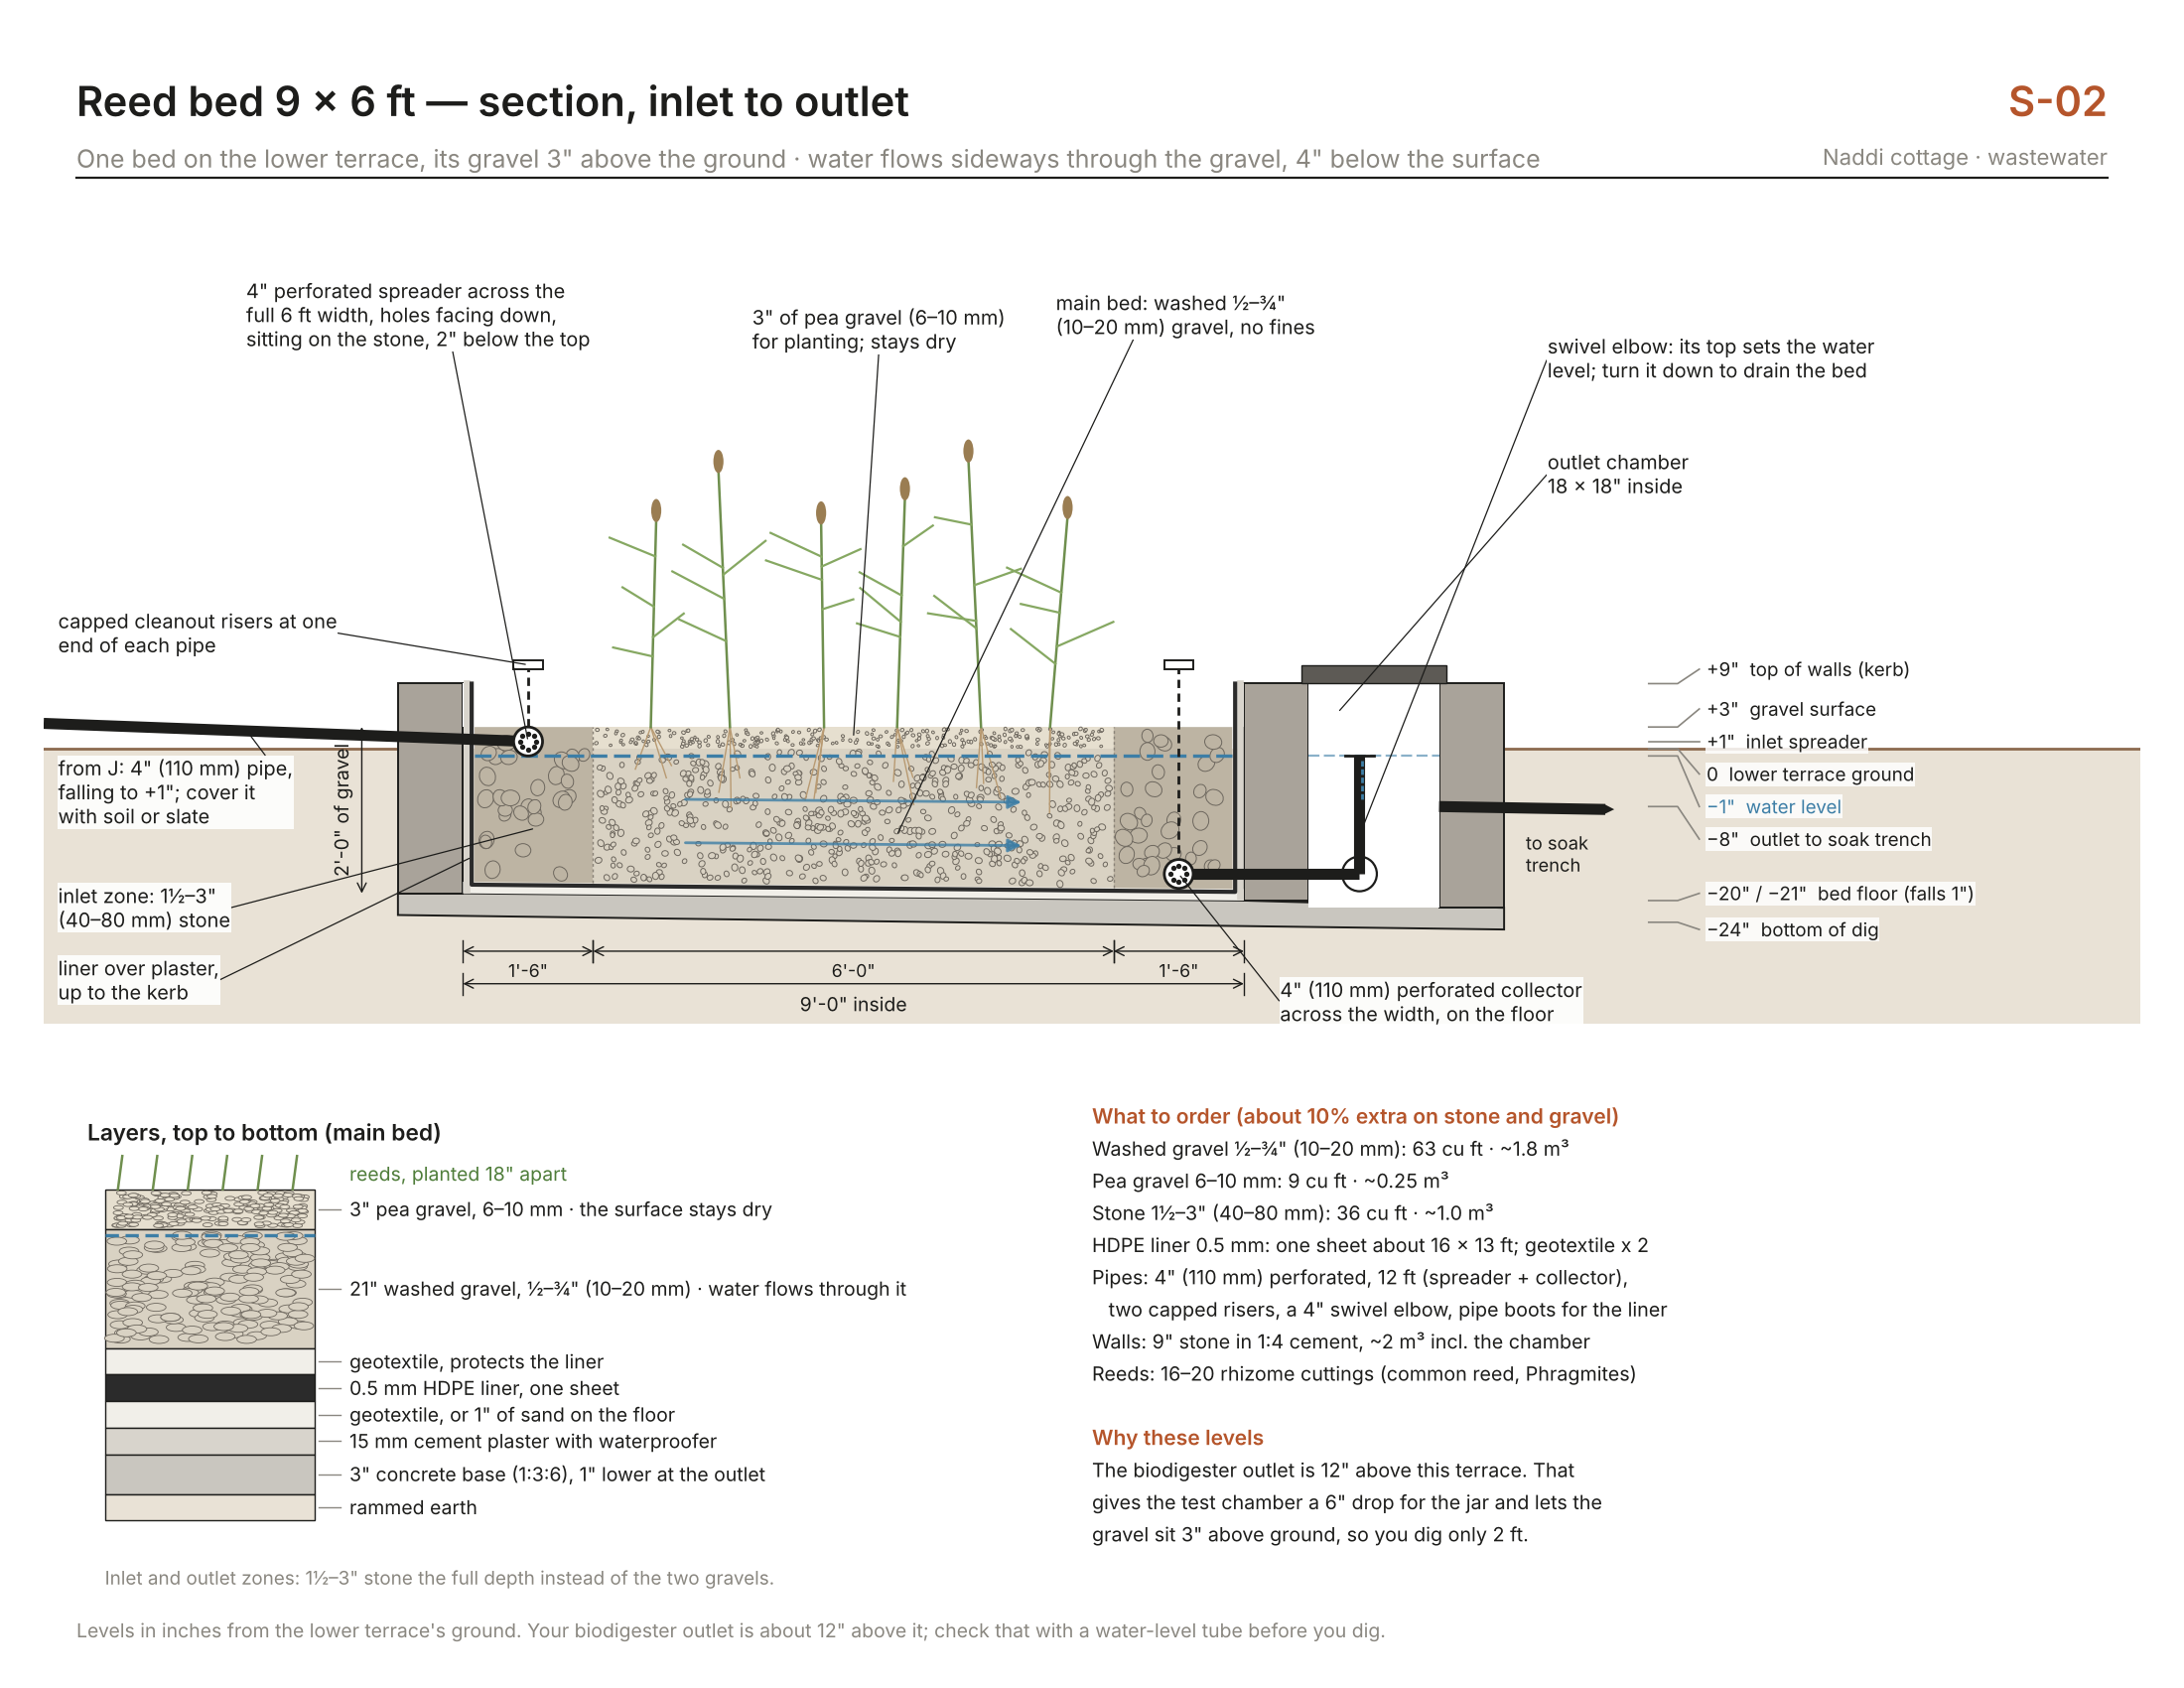 Reed bed 9 × 6 ft — section, inlet to outlet
S-02
One bed on the lower terrace, its gravel 3" above the ground · water flows sideways through the gravel, 4" below the surface
Naddi cottage · wastewater
4" perforated spreader across the
full 6 ft width, holes facing down,
sitting on the stone, 2" below the top
3" of pea gravel (6–10 mm)
for planting; stays dry
main bed: washed ½–¾"
(10–20 mm) gravel, no fines
swivel elbow: its top sets the water
level; turn it down to drain the bed
outlet chamber
18 × 18" inside
capped cleanout risers at one
end of each pipe
from J: 4" (110 mm) pipe,
falling to +1"; cover it
with soil or slate
2'-0" of gravel
inlet zone: 1½–3"
(40–80 mm) stone
liner over plaster,
up to the kerb
+9" top of walls (kerb)
+3" gravel surface
+1" inlet spreader
0 lower terrace ground
−1" water level
−8" outlet to soak trench
−20" / −21" bed floor (falls 1")
−24" bottom of dig
to soak
trench
1'-6"
6'-0"
1'-6"
9'-0" inside
4" (110 mm) perforated collector
across the width, on the floor
Layers, top to bottom (main bed)
reeds, planted 18" apart
3" pea gravel, 6–10 mm · the surface stays dry
21" washed gravel, ½–¾" (10–20 mm) · water flows through it
geotextile, protects the liner
0.5 mm HDPE liner, one sheet
geotextile, or 1" of sand on the floor
15 mm cement plaster with waterproofer
3" concrete base (1:3:6), 1" lower at the outlet
rammed earth
Inlet and outlet zones: 1½–3" stone the full depth instead of the two gravels.
What to order (about 10% extra on stone and gravel)
Washed gravel ½–¾" (10–20 mm): 63 cu ft · ~1.8 m³
Pea gravel 6–10 mm: 9 cu ft · ~0.25 m³
Stone 1½–3" (40–80 mm): 36 cu ft · ~1.0 m³
HDPE liner 0.5 mm: one sheet about 16 × 13 ft; geotextile x 2
Pipes: 4" (110 mm) perforated, 12 ft (spreader + collector),
two capped risers, a 4" swivel elbow, pipe boots for the liner
Walls: 9" stone in 1:4 cement, ~2 m³ incl. the chamber
Reeds: 16–20 rhizome cuttings (common reed, Phragmites)
Why these levels
The biodigester outlet is 12" above this terrace. That
gives the test chamber a 6" drop for the jar and lets the
gravel sit 3" above ground, so you dig only 2 ft.
Levels in inches from the lower terrace's ground. Your biodigester outlet is about 12" above it; check that with a water-level tube before you dig.